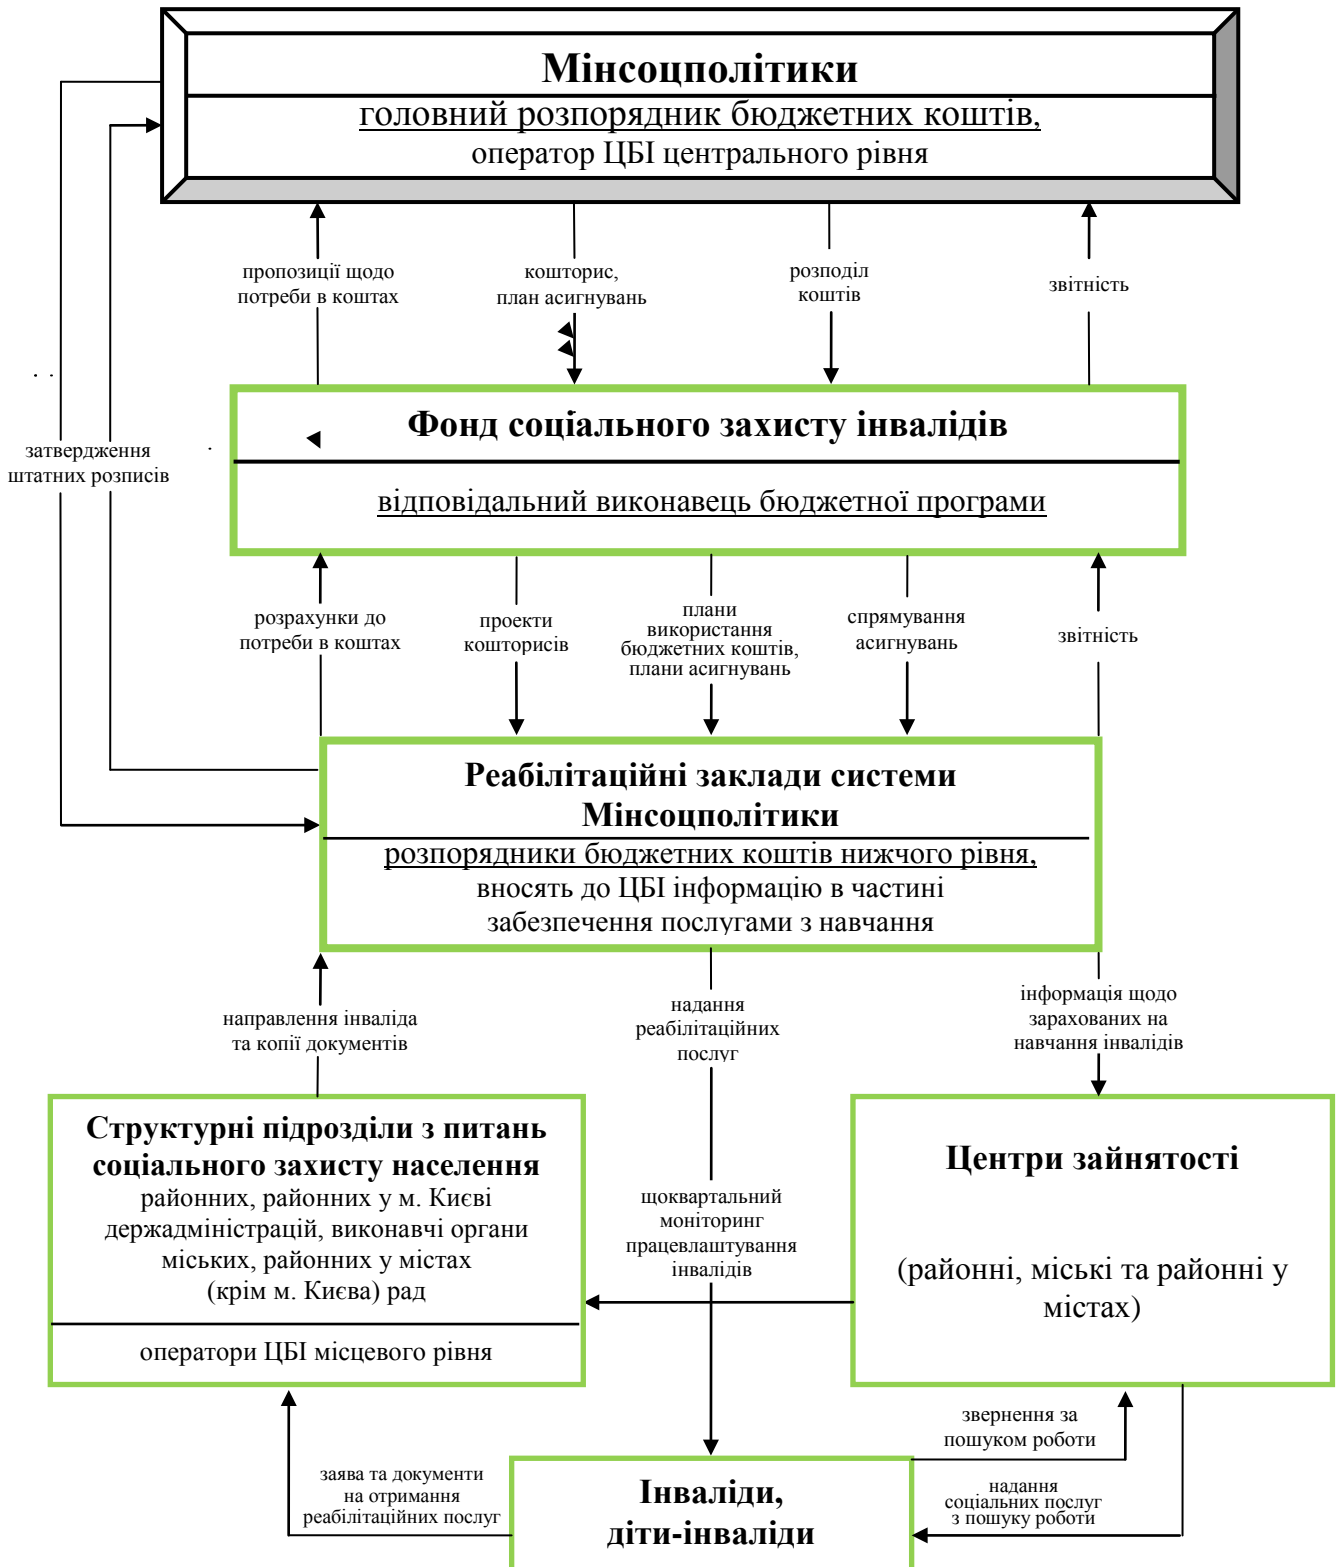 Мінсоцполітики
головний розпорядник бюджетних коштів,
оператор ЦБІ центрального рівня
пропозиції щодо
потреби в коштах
кошторис,
план асигнувань
розподіл
коштів
звітність
затвердження
штатних розписів
Фонд соціального захисту інвалідів
відповідальний виконавець бюджетної програми
розрахунки до
потреби в коштах
проекти
кошторисів
плани
використання
бюджетних коштів,
плани асигнувань
спрямування
асигнувань
звітність
Реабілітаційні заклади системи
Мінсоцполітики
розпорядники бюджетних коштів нижчого рівня,
вносять до ЦБІ інформацію в частині
забезпечення послугами з навчання
направлення інваліда
та копії документів
надання
реабілітаційних
послуг
інформація щодо
зарахованих на
навчання інвалідів
Структурні підрозділи з питань
соціального захисту населення
районних, районних у м. Києві
держадміністрацій, виконавчі органи
міських, районних у містах
(крім м. Києва) рад
оператори ЦБІ місцевого рівня
щоквартальний
моніторинг
працевлаштування
інвалідів
Центри зайнятості
(районні, міські та районні у
містах)
заява та документи
на отримання
реабілітаційних послуг
Інваліди,
діти-інваліди
звернення за
пошуком роботи
надання
соціальних послуг
з пошуку роботи